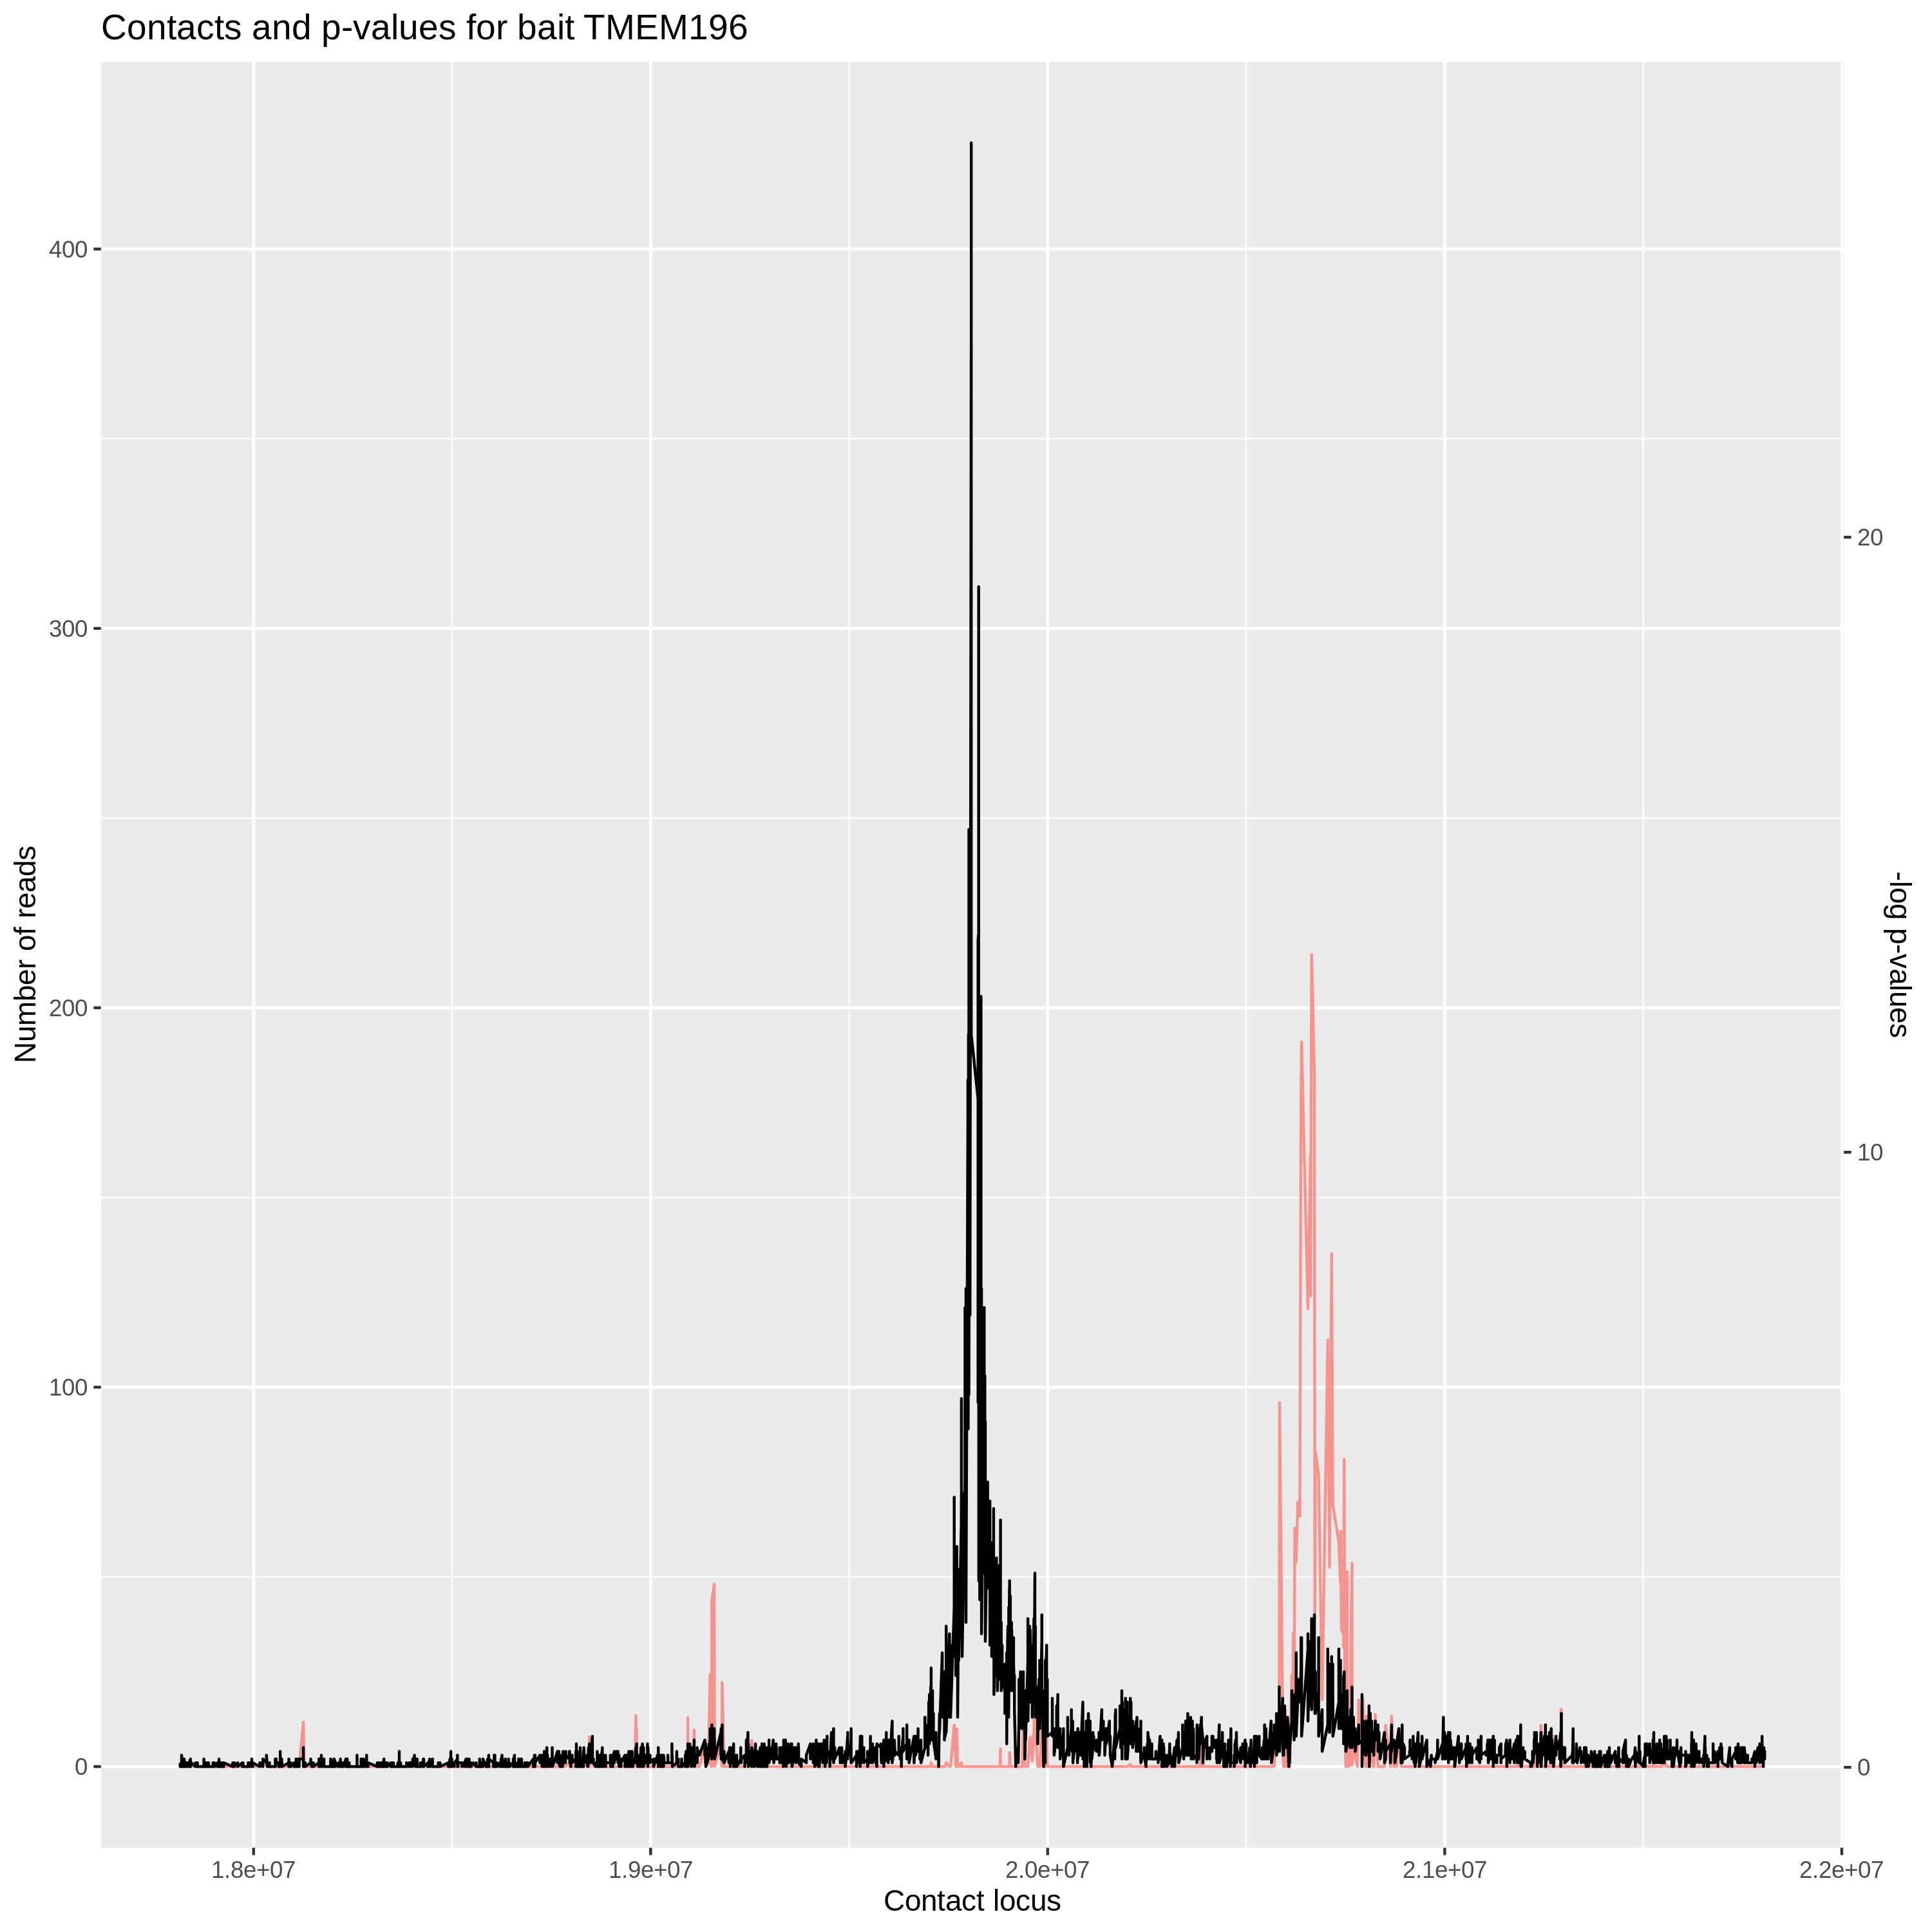 Contacts and p-values for bait TMEM196
Number of reads
400
300
200
100
0
20
10
0
-log p-values
1.8e+07
1.9e+07
2.0e+07
2.1e+07
2.2e+07
Contact locus